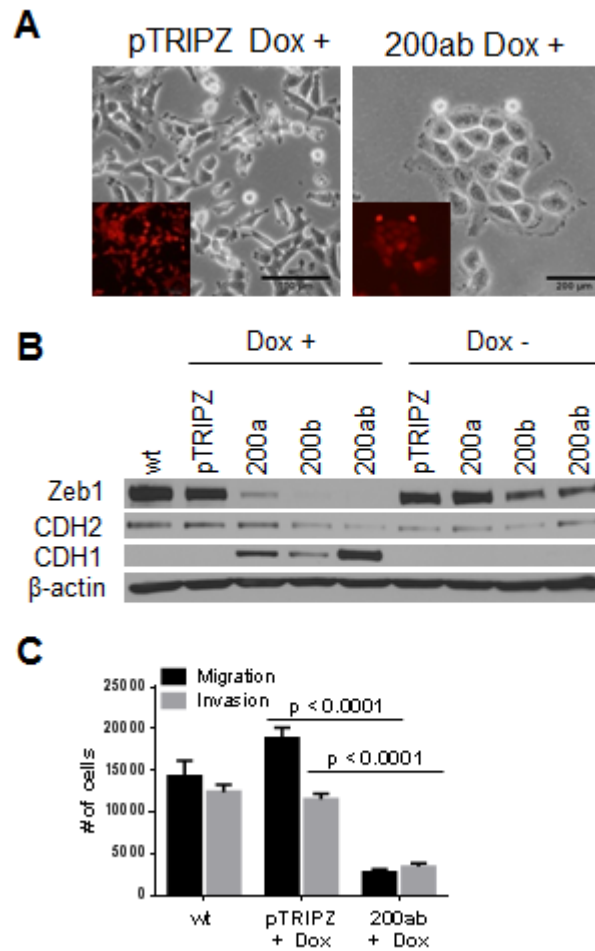 A
pTRIPZ Dox +
200ab Dox +
200 µm
B
Dox +
Dox -
wt
pTRIPZ
200a
200b
200ab
pTRIPZ
200a
200b
200ab
Zeb1
CDH2
CDH1
β-actin
C
Migration
Invasion
p < 0.0001
p < 0.0001
25000
20000
15000
10000
5000
0
# of cells
wt
pTRIPZ
+ Dox
200ab
+ Dox